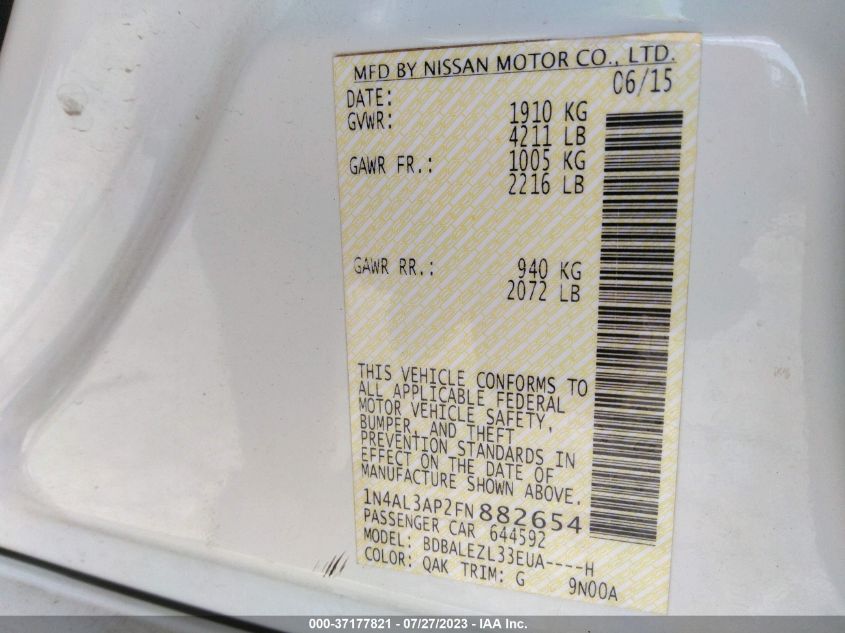 MFD BY NISSAN MOTOR CO., LTD.
DATE: 06/15
GVWR: 1910 KG
4211 LB
GAWR FR.: 1005 KG
2216 LB
GAWR RR.: 940 KG
2072 LB
THIS VEHICLE CONFORMS TO
ALL APPLICABLE FEDERAL
MOTOR VEHICLE SAFETY,
BUMPER, AND THEFT
PREVENTION STANDARDS IN
EFFECT ON THE DATE OF
MANUFACTURE SHOWN ABOVE.
1N4AL3AP2FN882654
PASSENGER CAR 644592
MODEL: BDBALEZL33EUA----H
COLOR: QAK TRIM: G 9N00A
000-37177821 - 07/27/2023 - IAA Inc.